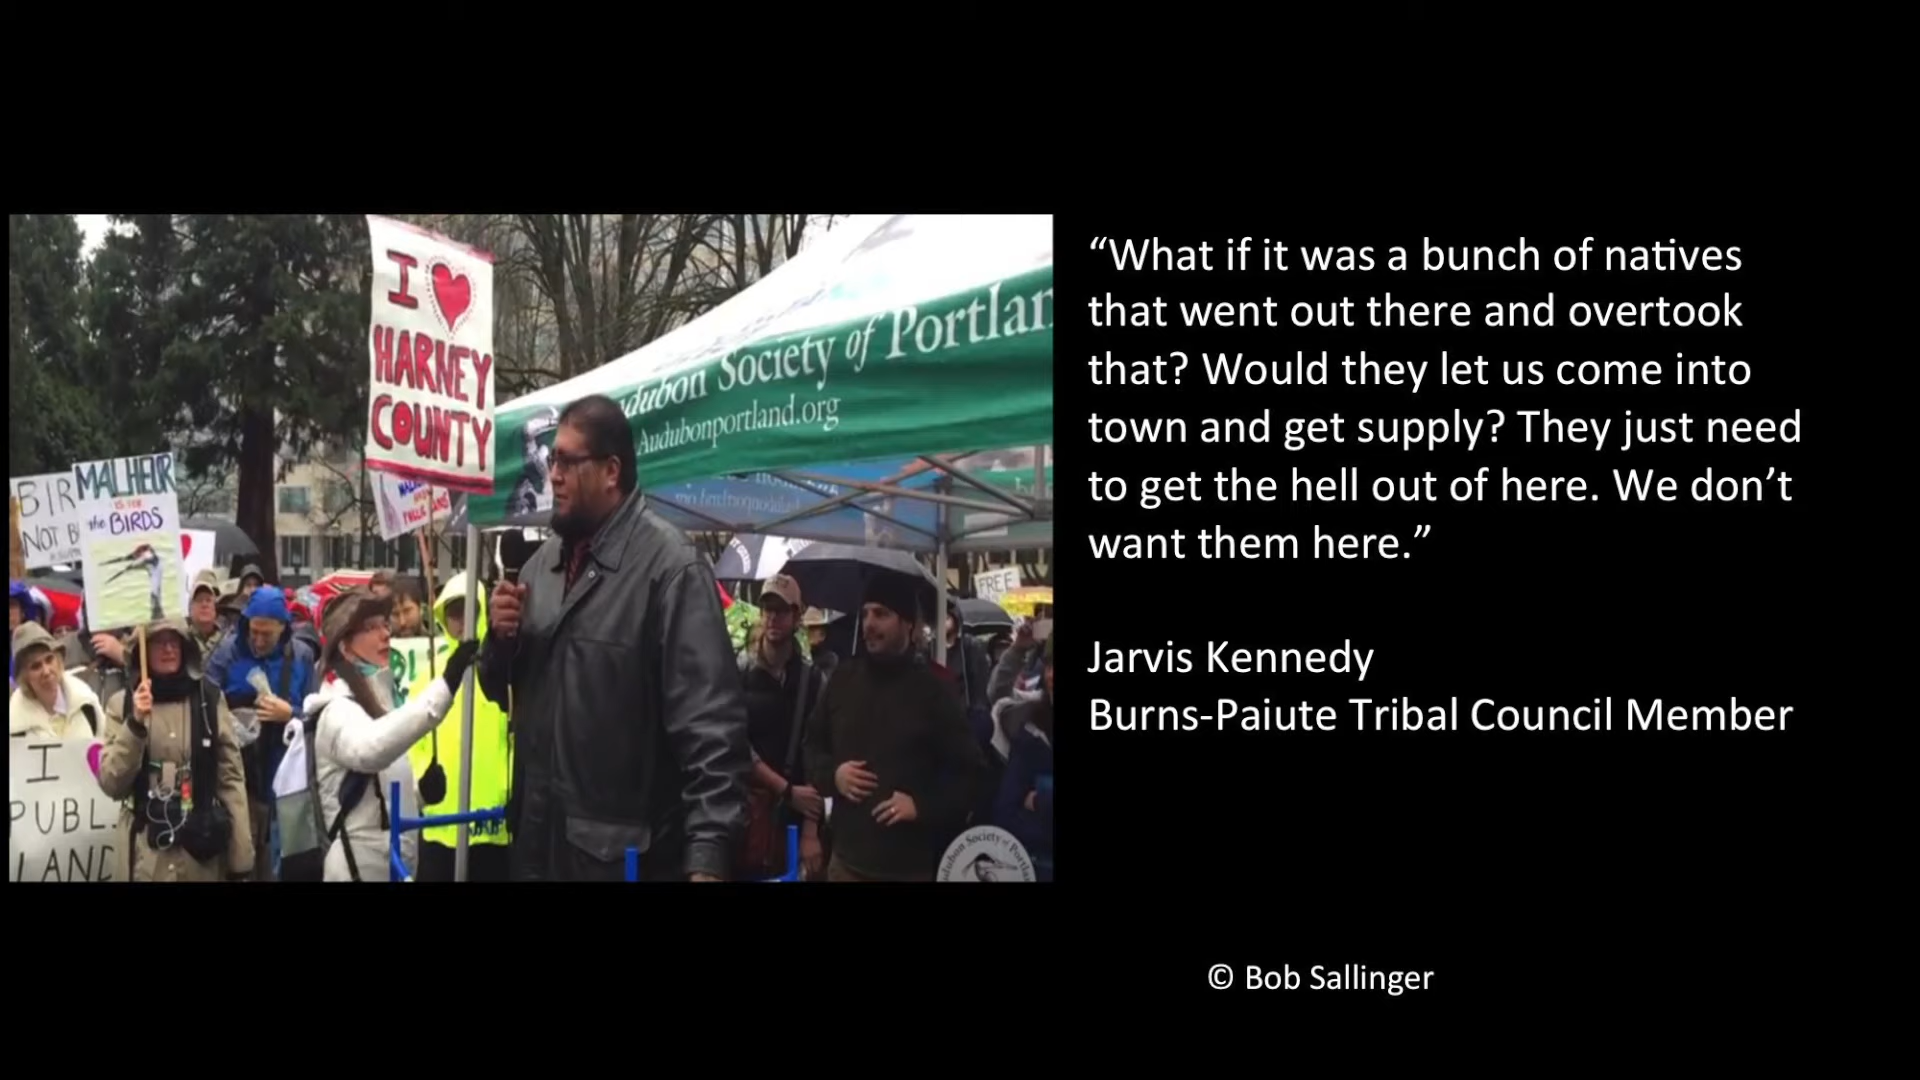 I
HARNEY
COUNTY
Society of Portlan
Audubonportland.org
MALHEUR
IS FOR
the BIRDS
BIR
NOT B
FREE
I
PUBL
LAND
Society
“What if it was a bunch of natives
that went out there and overtook
that? Would they let us come into
town and get supply? They just need
to get the hell out of here. We don’t
want them here.”
Jarvis Kennedy
Burns-Paiute Tribal Council Member
© Bob Sallinger